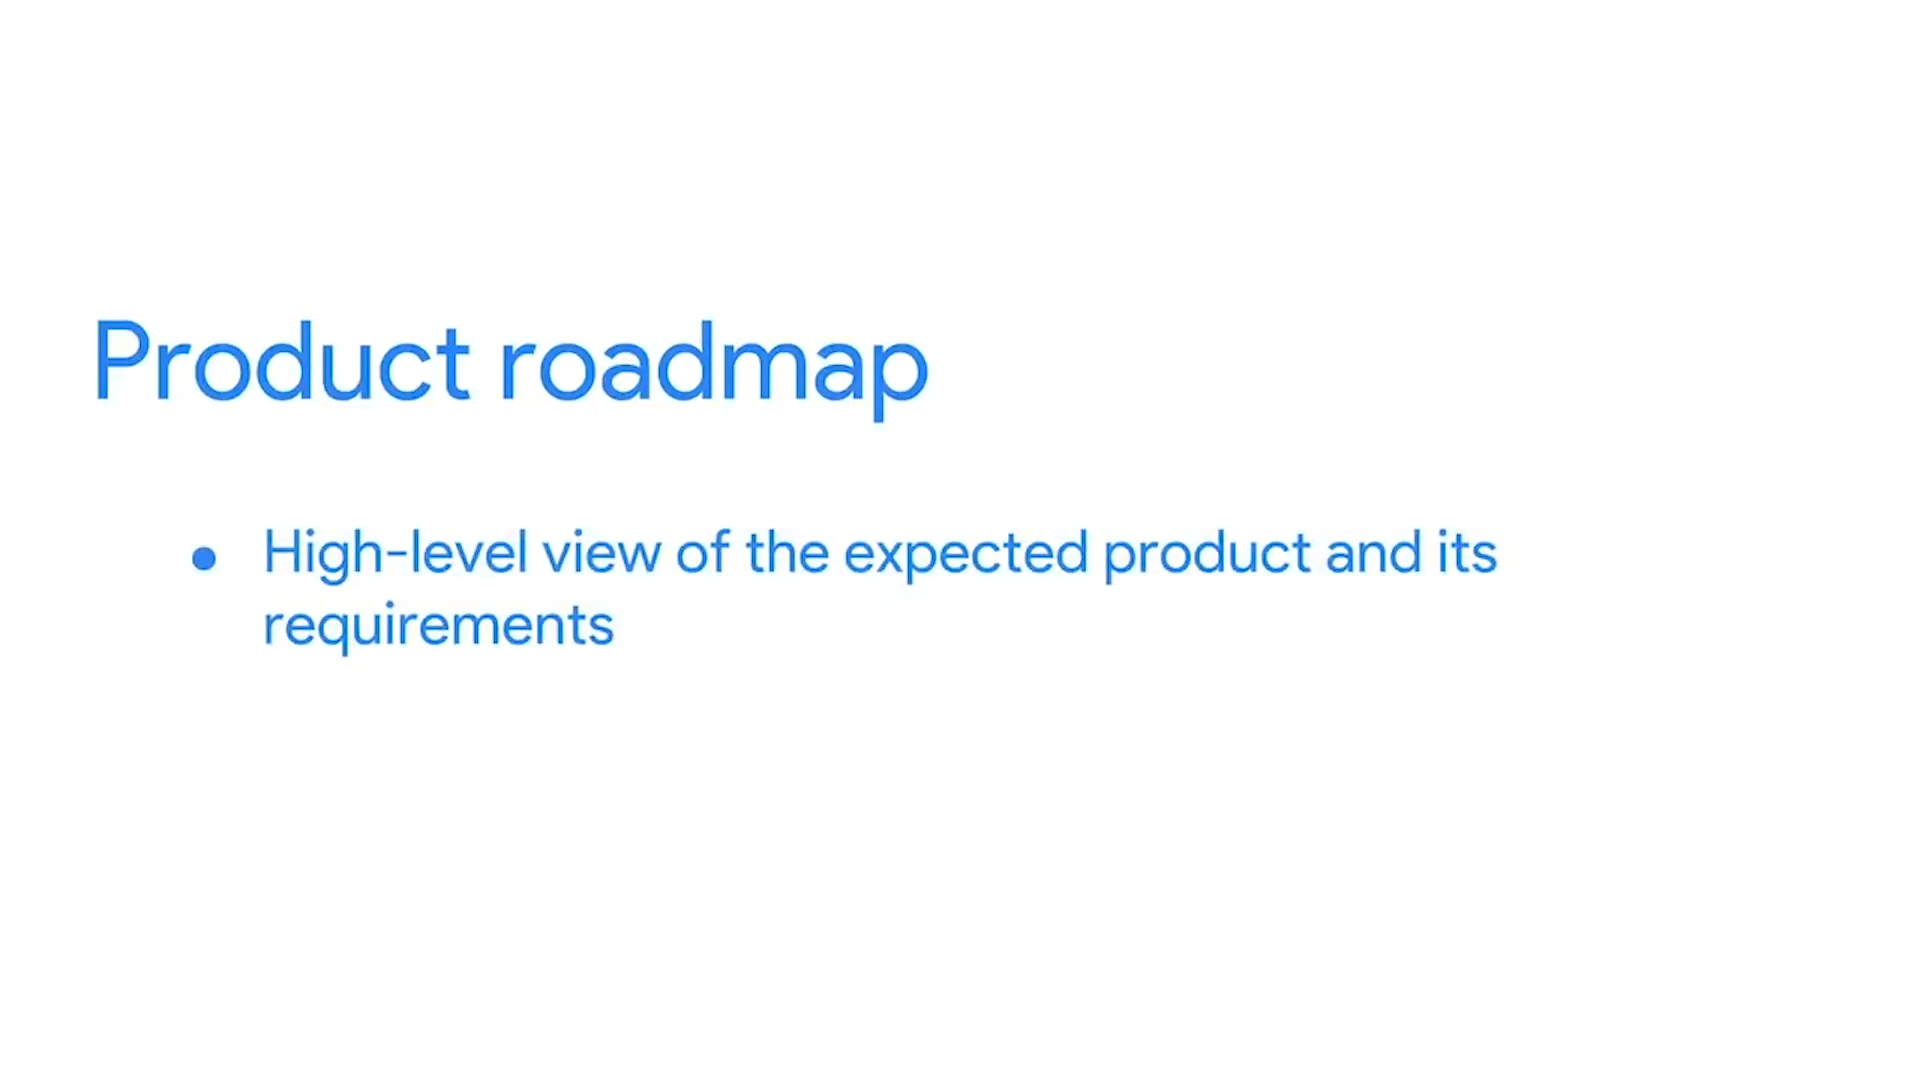 Product roadmap
● High-level view of the expected product and its
requirements